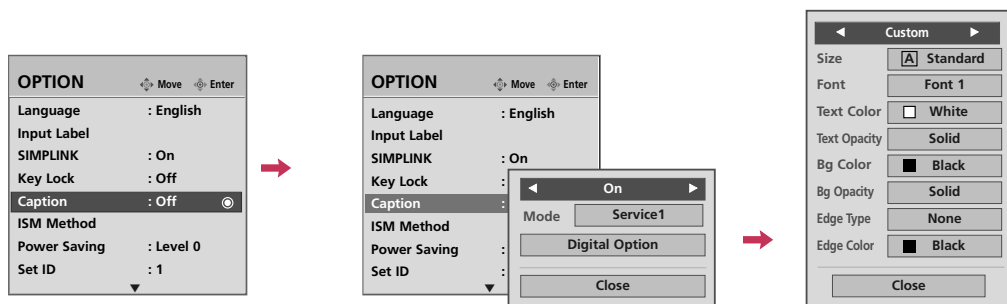 OPTION Move Enter
Language : English
Input Label
SIMPLINK : On
Key Lock : Off
Caption : Off
ISM Method
Power Saving : Level 0
Set ID : 1
OPTION Move Enter
Language : English
Input Label
SIMPLINK : On
Key Lock :
Caption :
ISM Method
Power Saving :
Set ID :
On
Mode Service1
Digital Option
Close
Custom
Size A Standard
Font Font 1
Text Color White
Text Opacity Solid
Bg Color Black
Bg Opacity Solid
Edge Type None
Edge Color Black
Close